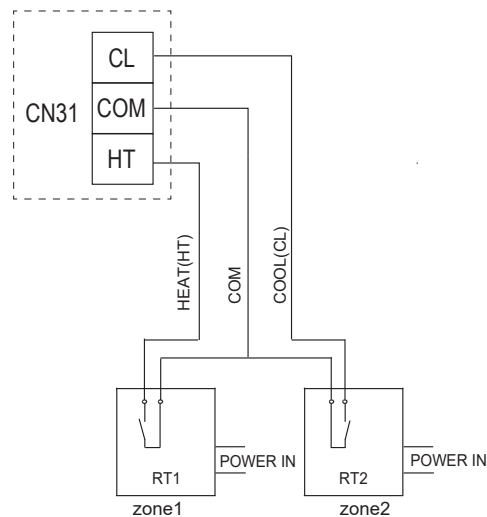 CL
CN31
COM
HT
HEAT(HT)
COM
COOL(CL)
RT1
POWER IN
RT2
POWER IN
zone1
zone2